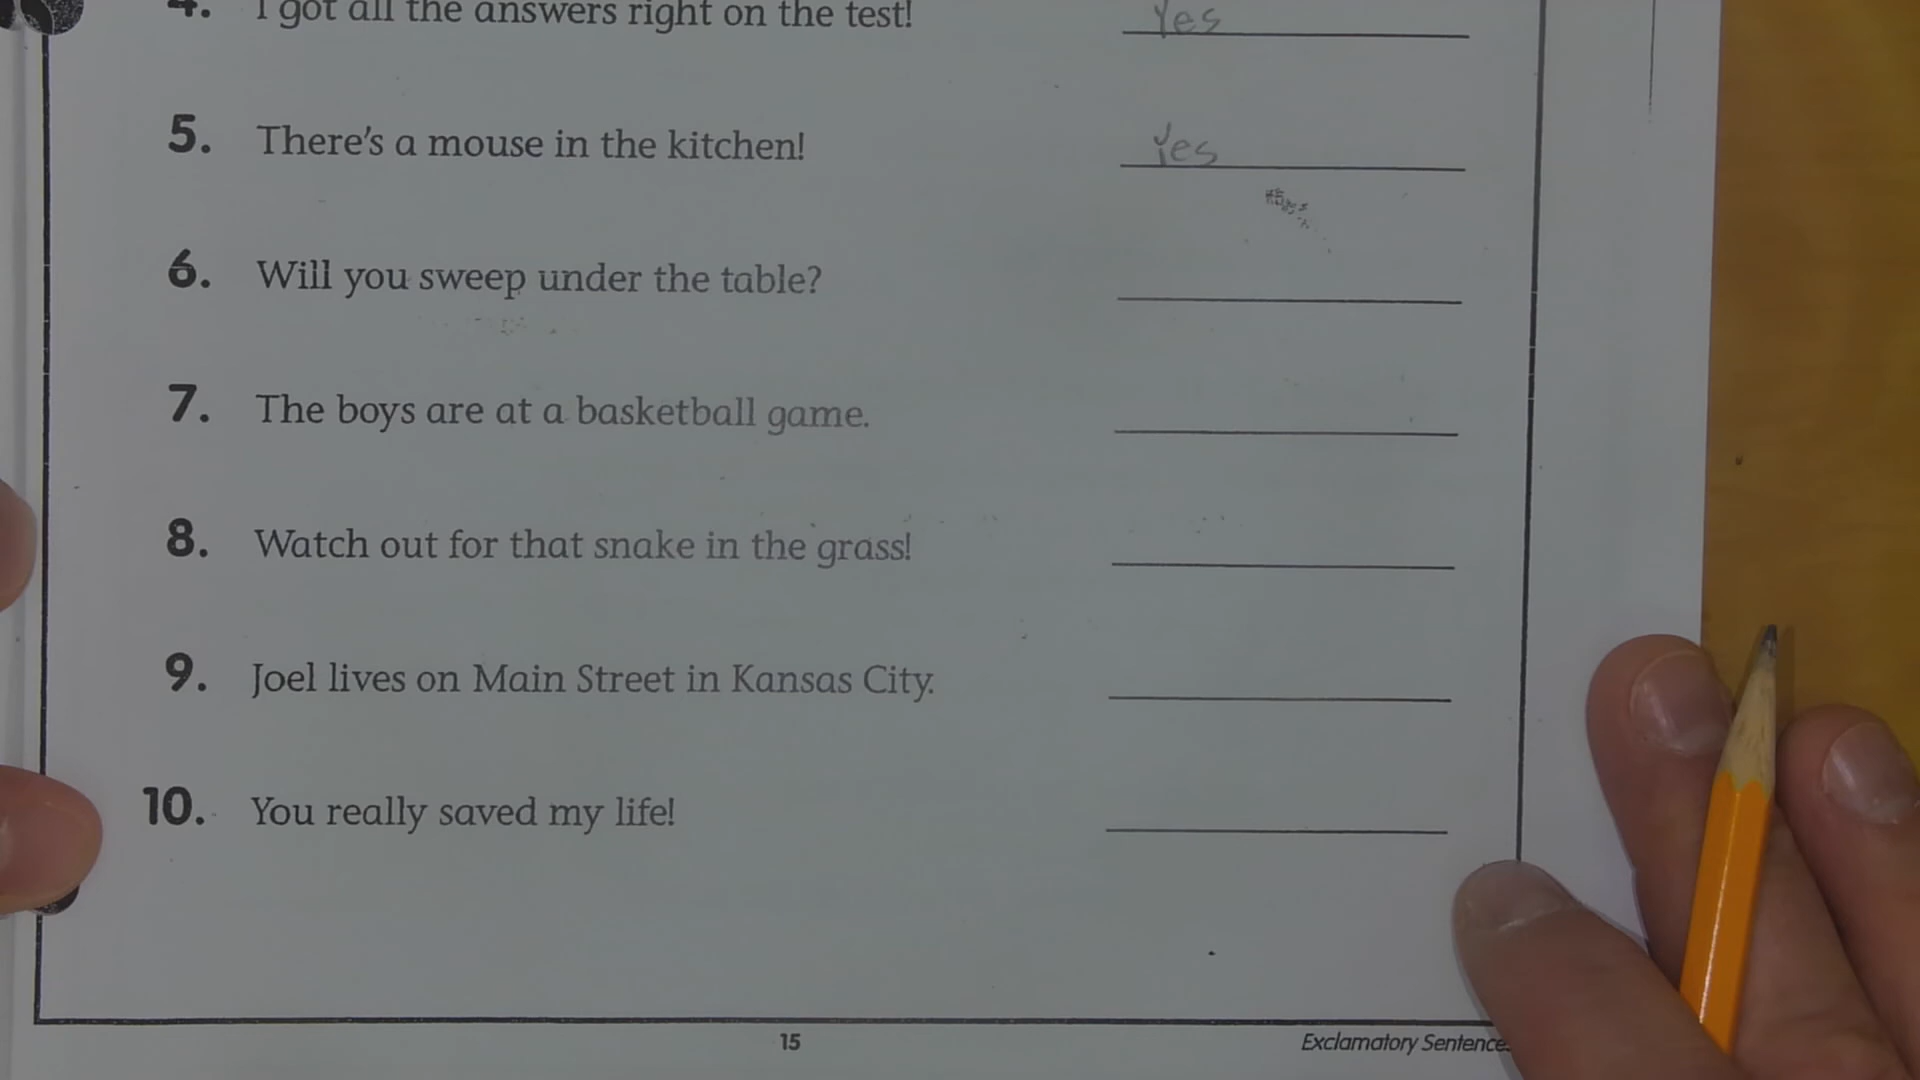 4. I got all the answers right on the test! Yes
5. There's a mouse in the kitchen! Yes
6. Will you sweep under the table?
7. The boys are at a basketball game.
8. Watch out for that snake in the grass!
9. Joel lives on Main Street in Kansas City.
10. You really saved my life!
15 Exclamatory Sentence